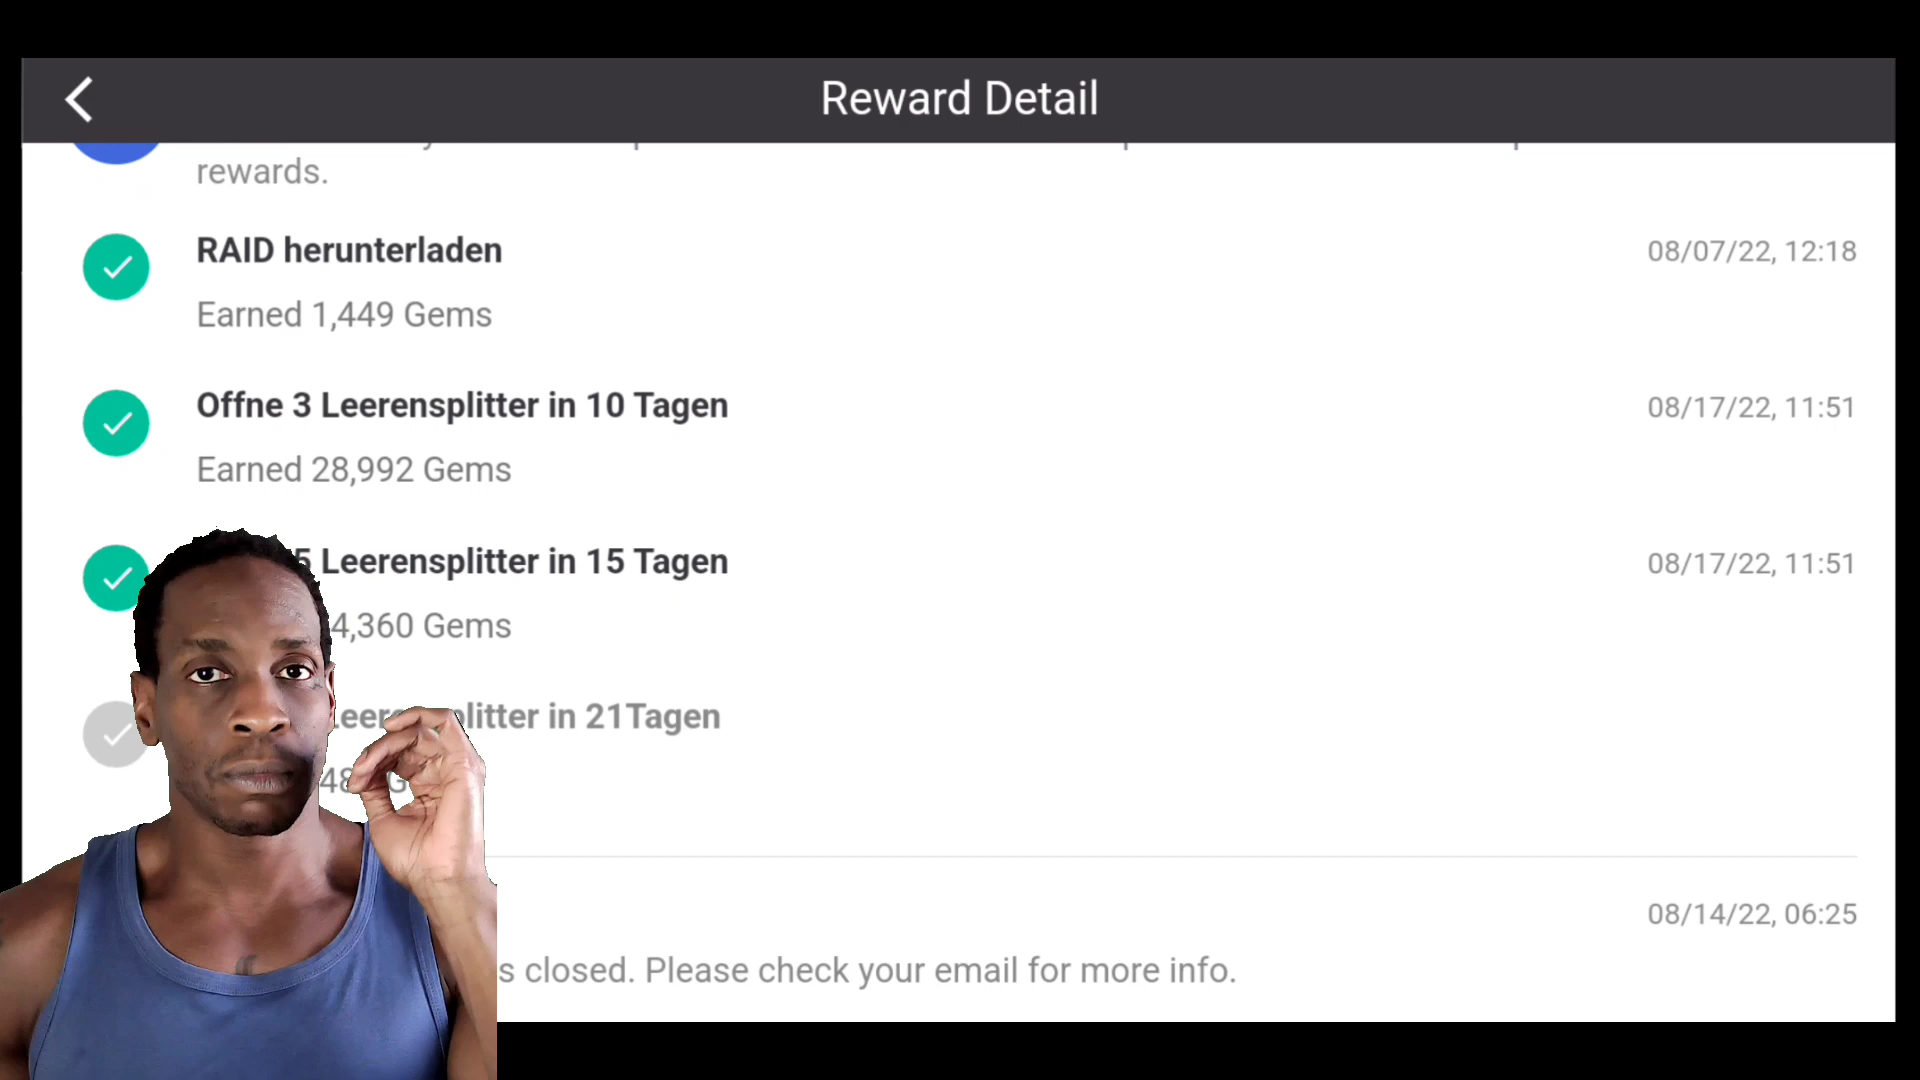 Reward Detail
rewards.
RAID herunterladen
08/07/22, 12:18
Earned 1,449 Gems
Offne 3 Leerensplitter in 10 Tagen
08/17/22, 11:51
Earned 28,992 Gems
5 Leerensplitter in 15 Tagen
08/17/22, 11:51
4,360 Gems
in 21Tagen
08/14/22, 06:25
closed. Please check your email for more info.